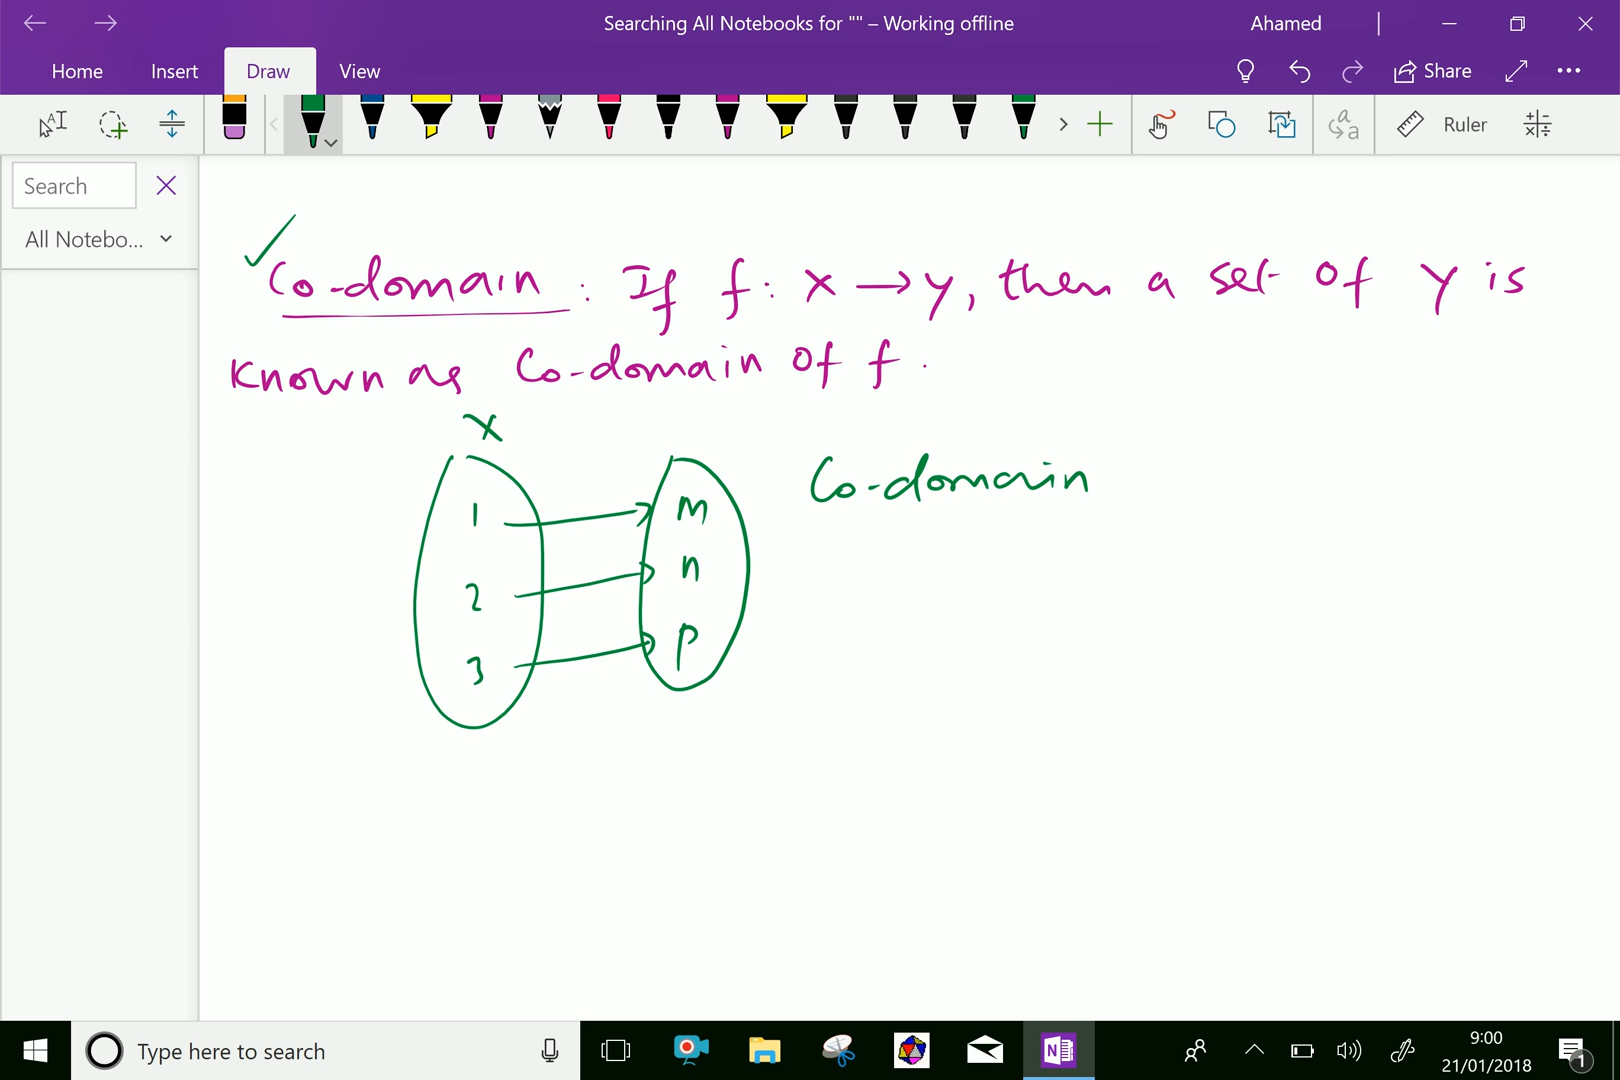 Searching All Notebooks for "" – Working offline
Ahamed
Home
Insert
Draw
View
Share
Ruler
Search
All Notebo...
Co-domain : If f : x → y, then a set of y is
known as Co-domain of f .
X
Co-domain
1 m
2 n
3 p
Type here to search
9:00
21/01/2018
1